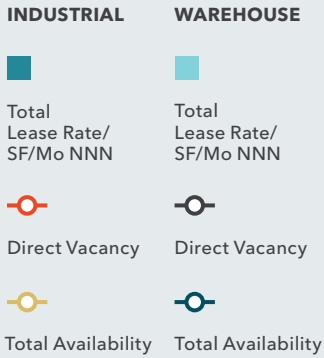 INDUSTRIAL
Total
Lease Rate/
SF/Mo NNN
Direct Vacancy
Total Availability
WAREHOUSE
Total
Lease Rate/
SF/Mo NNN
Direct Vacancy
Total Availability